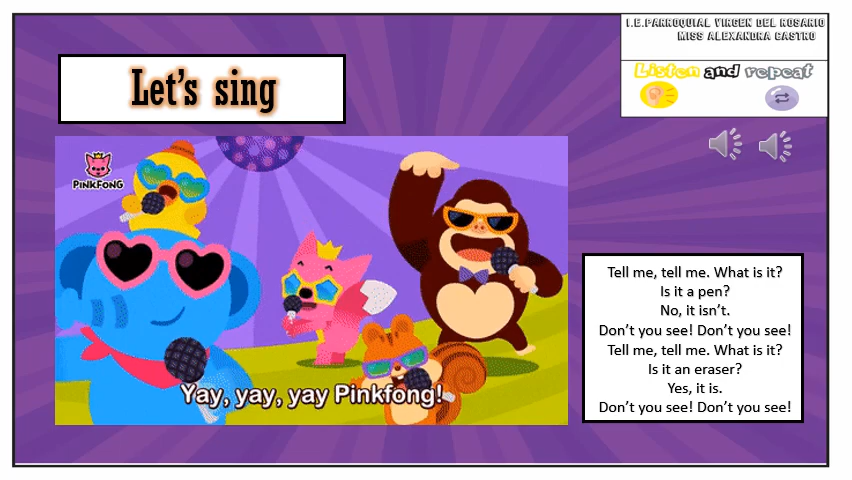 I.E.PARROQUIAL VIRGEN DEL ROSARIO
MISS ALEXANDRA CASTRO
Listen and repeat
Let's sing
PINKFONG
Yay, yay, yay Pinkfong!
Tell me, tell me. What is it?
Is it a pen?
No, it isn't.
Don't you see! Don't you see!
Tell me, tell me. What is it?
Is it an eraser?
Yes, it is.
Don't you see! Don't you see!